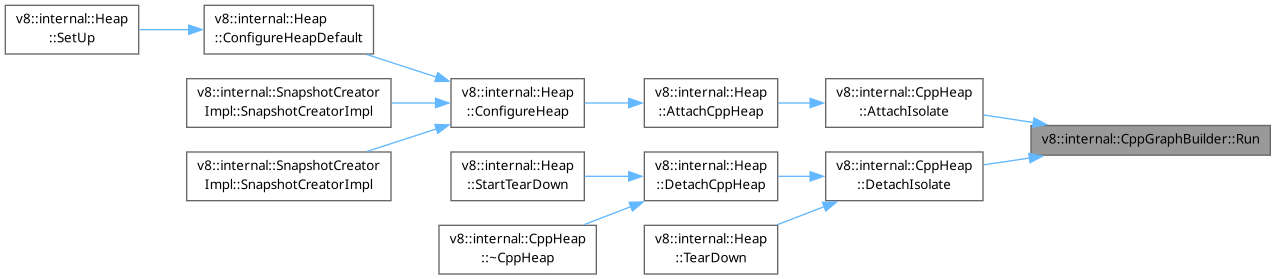 v8::internal::Heap
::SetUp
v8::internal::Heap
::ConfigureHeapDefault
v8::internal::SnapshotCreator
Impl::SnapshotCreatorImpl
v8::internal::SnapshotCreator
Impl::SnapshotCreatorImpl
v8::internal::Heap
::ConfigureHeap
v8::internal::Heap
::StartTearDown
v8::internal::CppHeap
::~CppHeap
v8::internal::Heap
::AttachCppHeap
v8::internal::Heap
::DetachCppHeap
v8::internal::Heap
::TearDown
v8::internal::CppHeap
::AttachIsolate
v8::internal::CppHeap
::DetachIsolate
v8::internal::CppGraphBuilder::Run